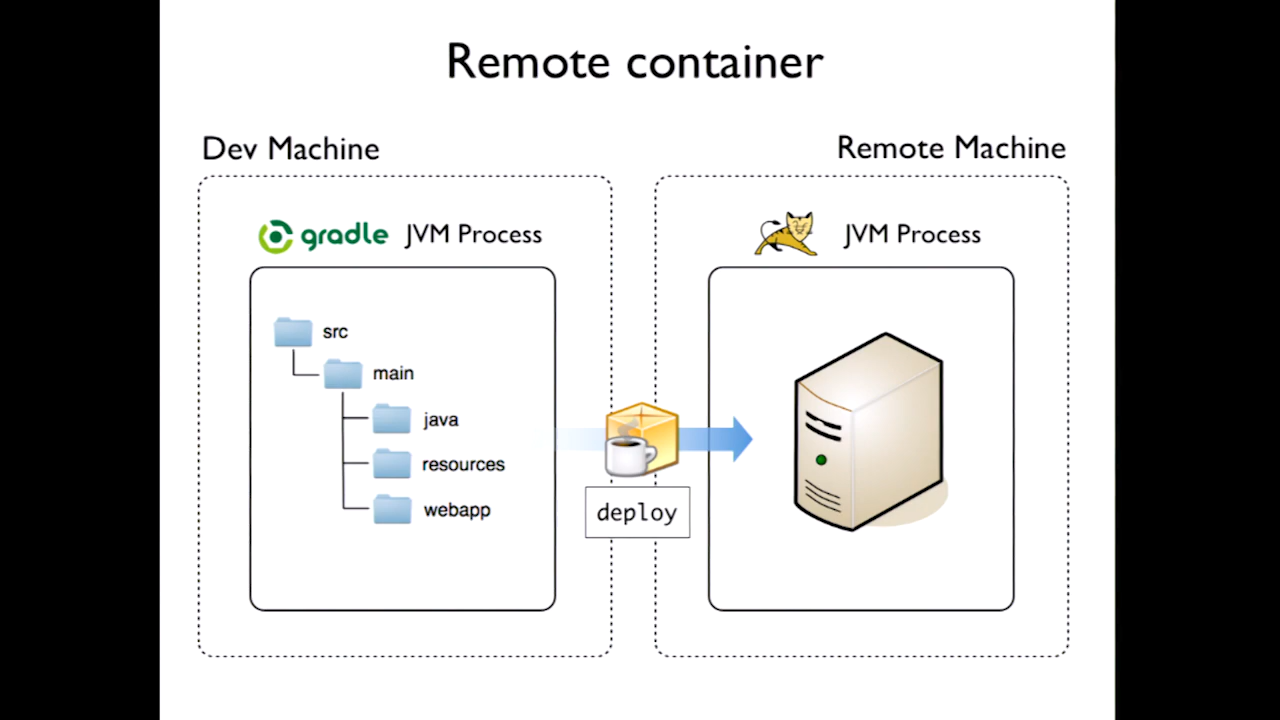 Remote container
Dev Machine
Remote Machine
gradle JVM Process
JVM Process
src
main
java
resources
webapp
deploy